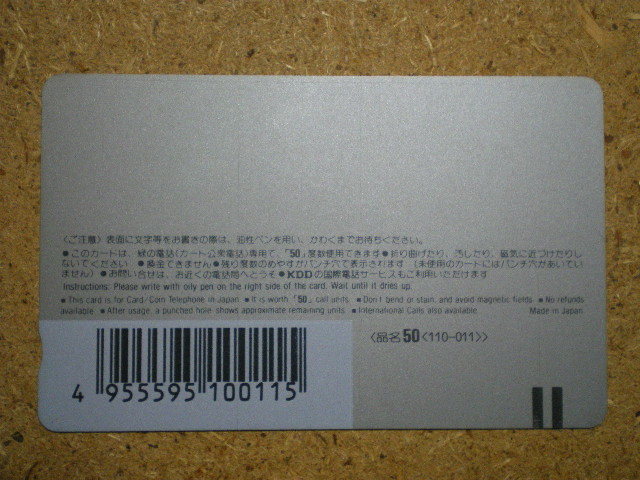 〈ご注意〉表面に文字等をお書きの際は、油性ペンを用い、かわくまでお待ちください。
●このカードは、緑の電話（カード公衆電話）専用で、「50」度数使用できます●折り曲げたり、汚したり、磁気に近づけたりし
ないでください ●換金できません●残り度数のめやすがパンチ穴で表示されます（未使用のカードにはパンチ穴があいていま
せん）●お問い合せは、お近くの電話局へどうぞ ●KDDの国際電話サービスもご利用いただけます
Instructions: Please write with oily pen on the right side of the card. Wait until it dries up.
■This card is for Card/Coin Telephone in Japan. ■It is worth「50」call units ■Don't bend or stain, and avoid magnetic fields. ■No refunds
available ■After usage, a punched hole shows approximate remaining units ■International Calls also available. Made in Japan
〈品名50〈110-011〉〉
4 955595 100115